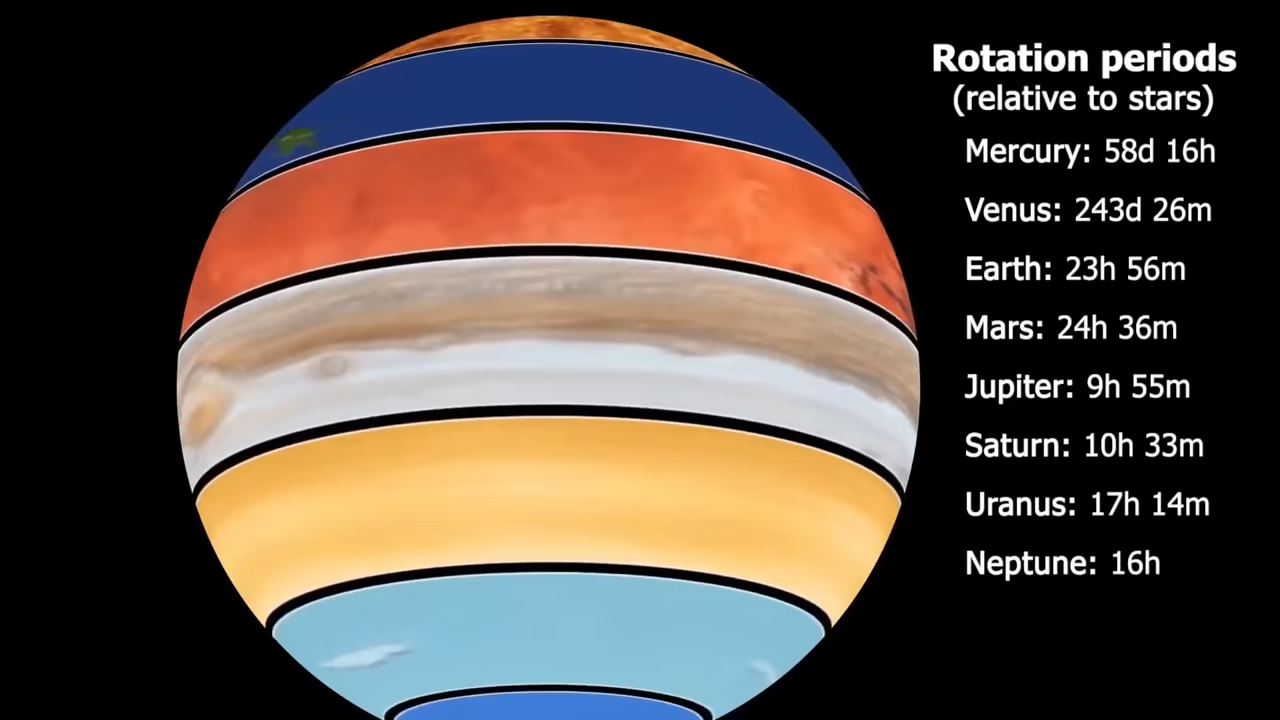 Rotation periods
(relative to stars)
Mercury: 58d 16h
Venus: 243d 26m
Earth: 23h 56m
Mars: 24h 36m
Jupiter: 9h 55m
Saturn: 10h 33m
Uranus: 17h 14m
Neptune: 16h